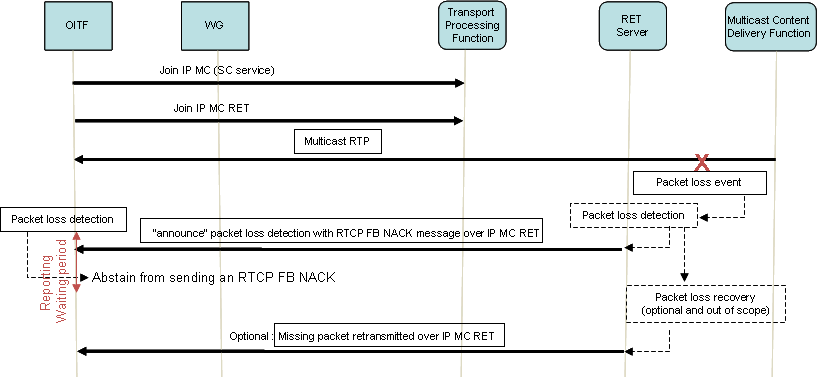 OITF
WG
Transport
Processing
Function
RET
Server
Multicast Content
Delivery Function
Join IP MC (SC service)
Join IP MC RET
Multicast RTP
X
Packet loss event
Packet loss detection
Packet loss detection
"announce" packet loss detection with RTCP FB NACK message over IP MC RET
Reporting
Waiting period
Abstain from sending an RTCP FB NACK
Packet loss recovery
(optional and out of scope)
Optional : Missing packet retransmitted over IP MC RET